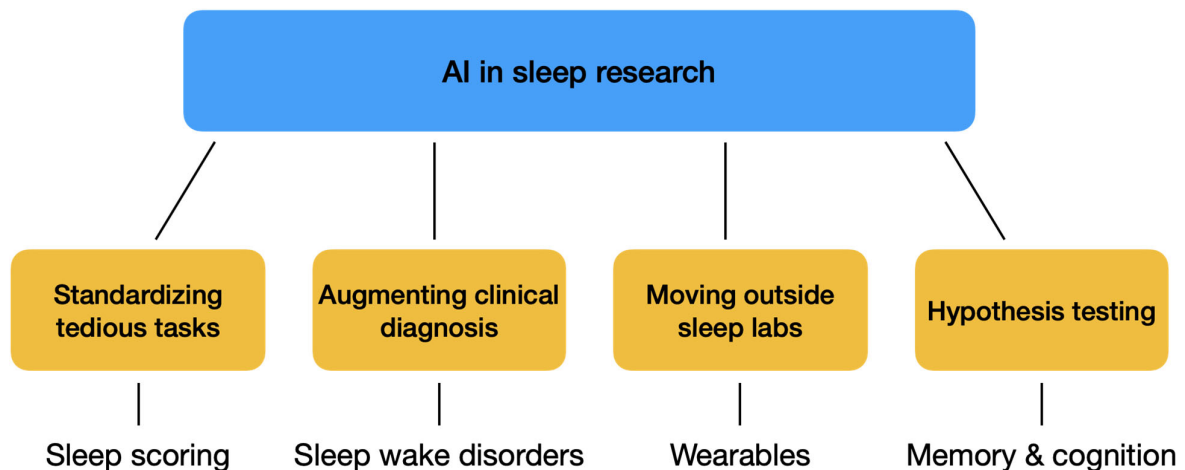 AI in sleep research
Standardizing
tedious tasks
Augmenting clinical
diagnosis
Moving outside
sleep labs
Hypothesis testing
Sleep scoring
Sleep wake disorders
Wearables
Memory & cognition